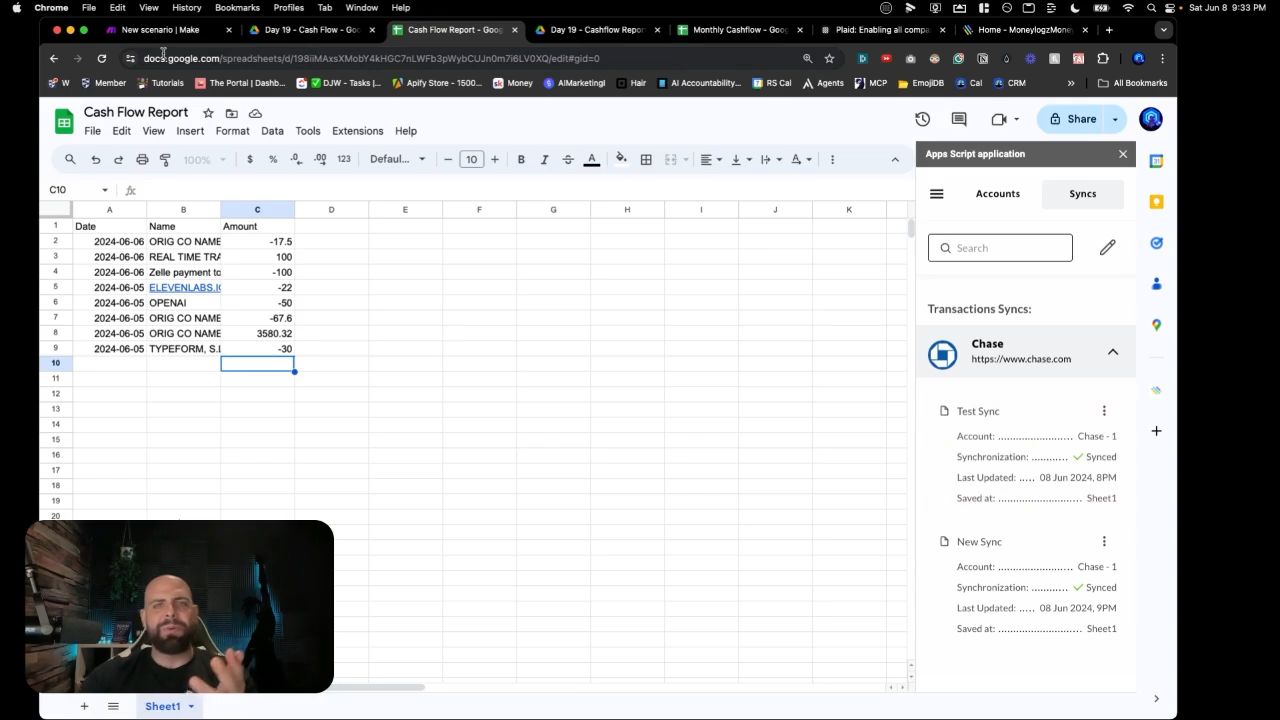 Chrome File Edit View History Bookmarks Profiles Tab Window Help Sat Jun 8 9:33 PM
New scenario | Make Day 19 - Cash Flow - Goo Cash Flow Report - Goog Day 19 - Cashflow Report - Monthly Cashflow - Goog Plaid: Enabling all compa Home - MoneylogzMoney
docs.google.com/spreadsheets/d/198iiMAxsXMobY4kHGC7nLWFb3pWybCUJn0m7i6LV0XQ/edit#gid=0
W Member Tutorials The Portal | Dashb... DJW - Tasks |... Apify Store - 1500... Money AIMarketingl Hair AI Accountability... RS Cal Agents MCP EmojiDB Cal CRM » All Bookmarks
Cash Flow Report
File Edit View Insert Format Data Tools Extensions Help
Share
100% $ % .0 .00 123 Defaul... 10 B I A
C10 fx
A B C D E F G H I J K
1 Date Name Amount
2 2024-06-06 ORIG CO NAME -17.5
3 2024-06-06 REAL TIME TRA 100
4 2024-06-06 Zelle payment to -100
5 2024-06-05 ELEVENLABS.IO -22
6 2024-06-05 OPENAI -50
7 2024-06-05 ORIG CO NAME -67.6
8 2024-06-05 ORIG CO NAME 3580.32
9 2024-06-05 TYPEFORM, S.L -30
10
11
12
13
14
15
16
17
18
19
20
Sheet1
Apps Script application
Accounts Syncs
Search
Transactions Syncs:
Chase
https://www.chase.com
Test Sync
Account: .......................... Chase - 1
Synchronization: ............ Synced
Last Updated: ..... 08 Jun 2024, 8PM
Saved at: ............................ Sheet1
New Sync
Account: .......................... Chase - 1
Synchronization: ............ Synced
Last Updated: ..... 08 Jun 2024, 9PM
Saved at: ............................ Sheet1